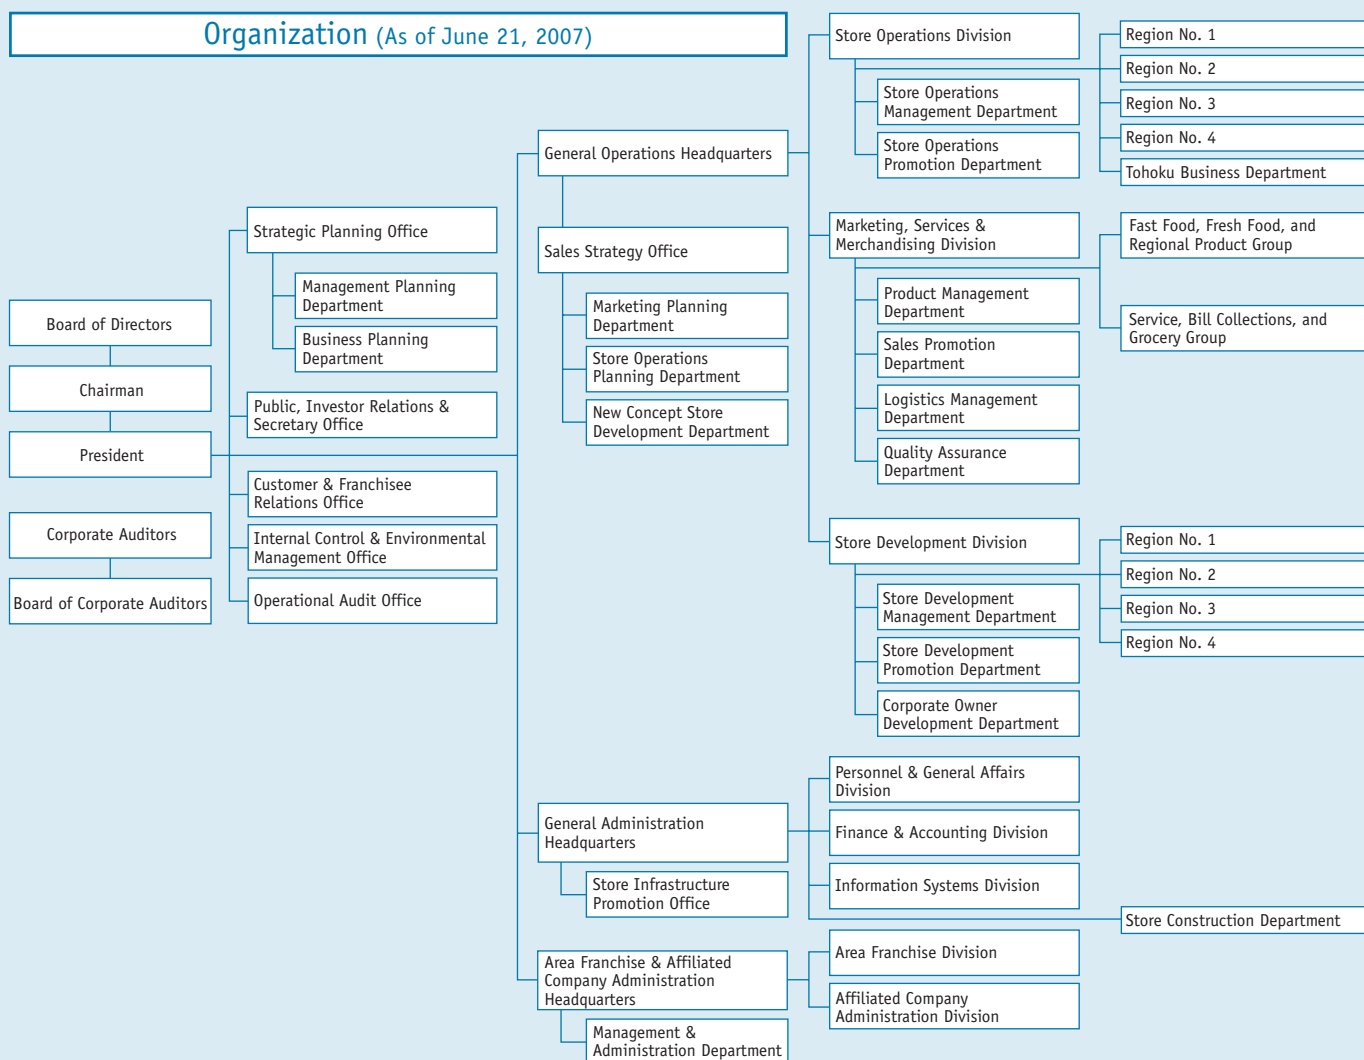 Organization (As of June 21, 2007)
Board of Directors
Chairman
President
Corporate Auditors
Board of Corporate Auditors
Strategic Planning Office
Management Planning
Department
Business Planning
Department
Public, Investor Relations &
Secretary Office
Customer & Franchisee
Relations Office
Internal Control & Environmental
Management Office
Operational Audit Office
General Operations Headquarters
Sales Strategy Office
Marketing Planning
Department
Store Operations
Planning Department
New Concept Store
Development Department
General Administration
Headquarters
Store Infrastructure
Promotion Office
Area Franchise & Affiliated
Company Administration
Headquarters
Management &
Administration Department
Store Operations Division
Store Operations
Management Department
Store Operations
Promotion Department
Marketing, Services &
Merchandising Division
Product Management
Department
Sales Promotion
Department
Logistics Management
Department
Quality Assurance
Department
Store Development Division
Store Development
Management Department
Store Development
Promotion Department
Corporate Owner
Development Department
Personnel & General Affairs
Division
Finance & Accounting Division
Information Systems Division
Area Franchise Division
Affiliated Company
Administration Division
Region No. 1
Region No. 2
Region No. 3
Region No. 4
Tohoku Business Department
Fast Food, Fresh Food, and
Regional Product Group
Service, Bill Collections, and
Grocery Group
Region No. 1
Region No. 2
Region No. 3
Region No. 4
Store Construction Department